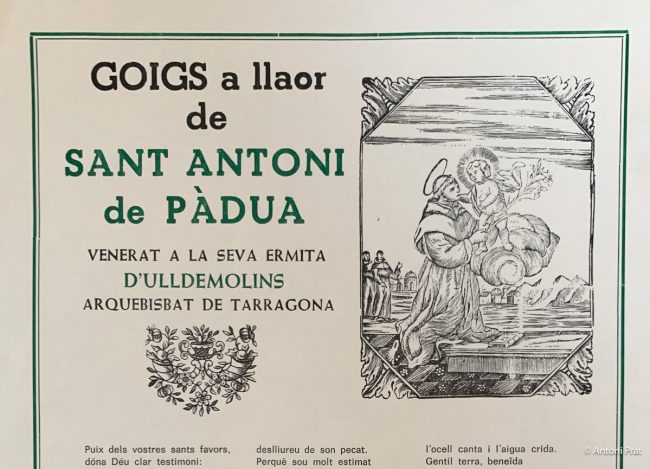 GOIGS a llaor
de
SANT ANTONI
de PÀDUA
VENERAT A LA SEVA ERMITA
D'ULLDEMOLINS
ARQUEBISBAT DE TARRAGONA
Puix dels vostres sants favors,
dóna Déu clar testimoni:
deslliureu de son pecat.
Perquè sou molt estimat
l'ocell canta i l'aigua crida.
Gentil terra, beneïda
© Antoni Prat